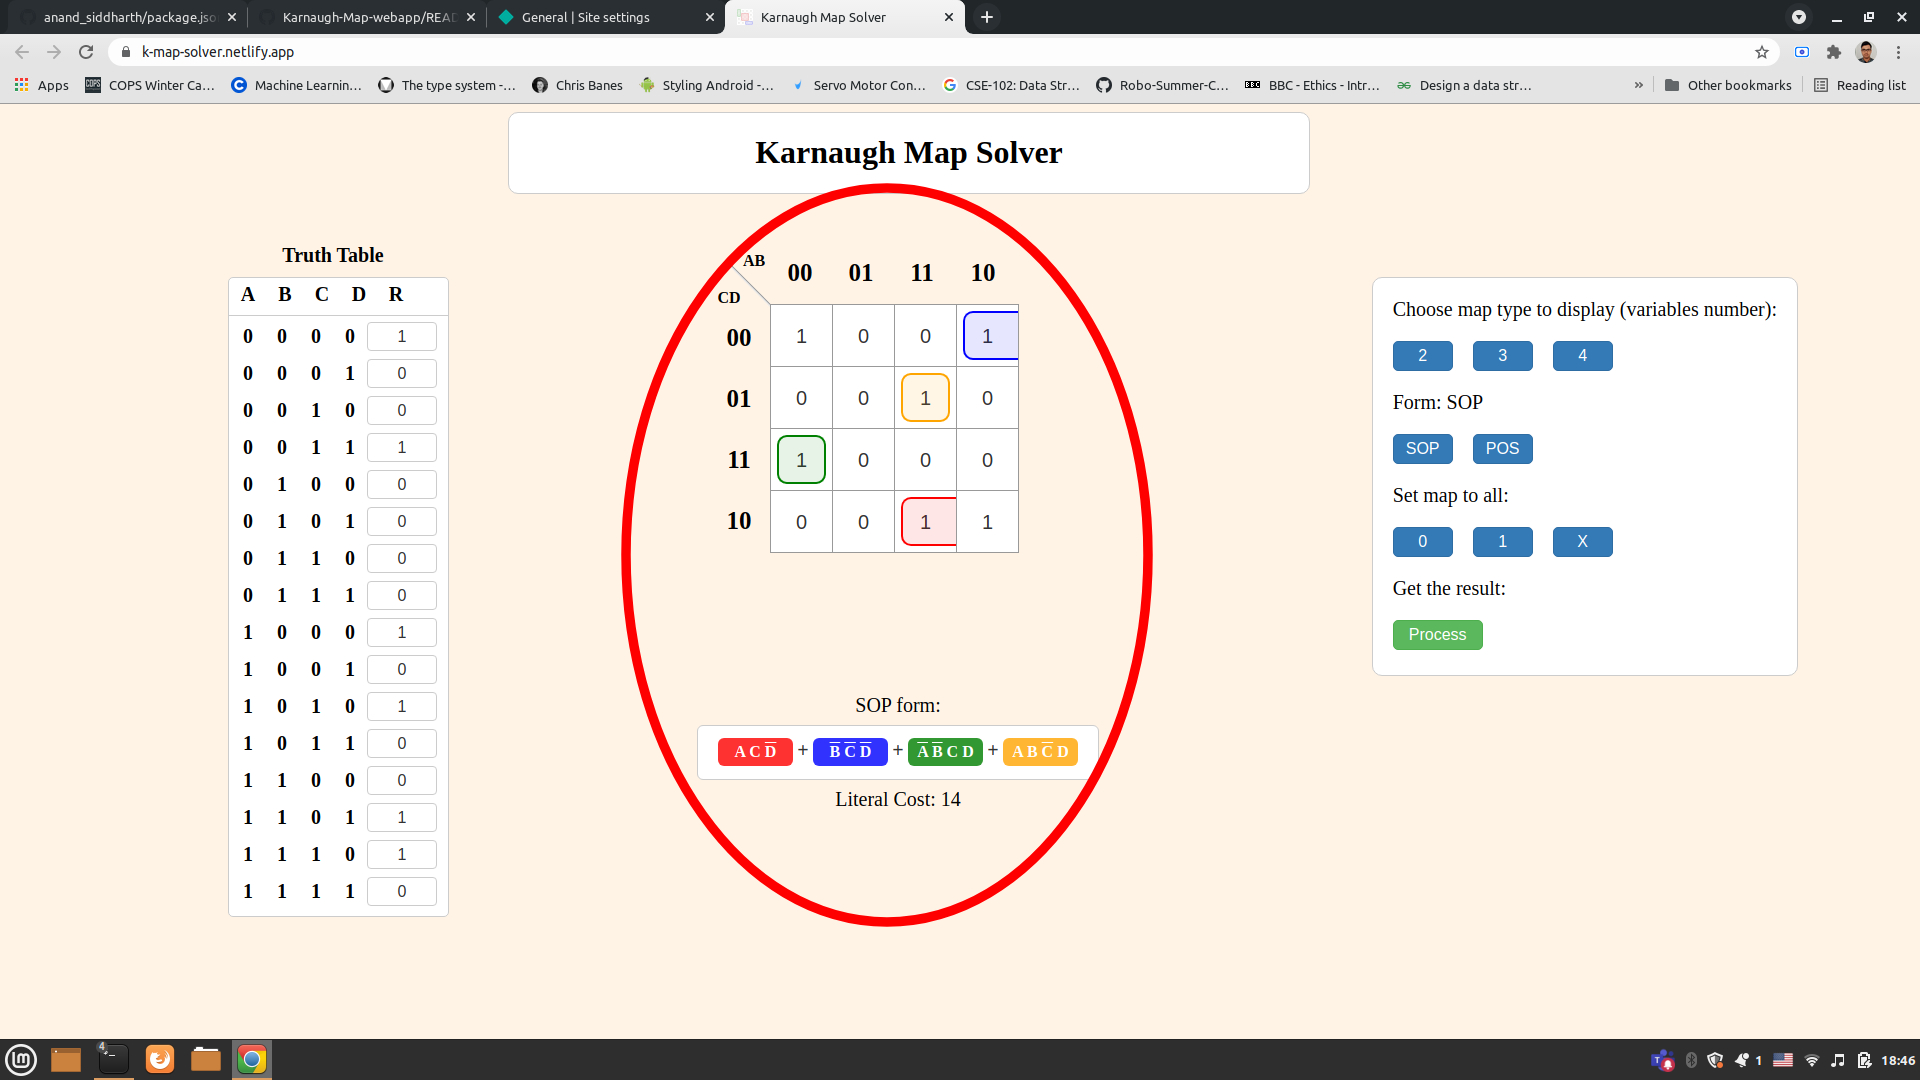 anand_siddharth/package.jso
Karnaugh-Map-webapp/READ
General | Site settings
Karnaugh Map Solver
k-map-solver.netlify.app
Apps
COPS Winter Ca...
Machine Learnin...
The type system -...
Chris Banes
Styling Android -...
Servo Motor Con...
CSE-102: Data Str...
Robo-Summer-C...
BBC - Ethics - Intr...
Design a data str...
»
Other bookmarks
Reading list
Karnaugh Map Solver
Truth Table
A B C D R
0 0 0 0 1
0 0 0 1 0
0 0 1 0 0
0 0 1 1 1
0 1 0 0 0
0 1 0 1 0
0 1 1 0 0
0 1 1 1 0
1 0 0 0 1
1 0 0 1 0
1 0 1 0 1
1 0 1 1 0
1 1 0 0 0
1 1 0 1 1
1 1 1 0 1
1 1 1 1 0
AB
CD
00 01 11 10
00 1 0 0 1
01 0 0 1 0
11 1 0 0 0
10 0 0 1 1
SOP form:
A C D̅ + B̅ C̅ D̅ + A̅ B̅ C D + A B C̅ D
Literal Cost: 14
Choose map type to display (variables number):
2 3 4
Form: SOP
SOP POS
Set map to all:
0 1 X
Get the result:
Process
4
1
18:46